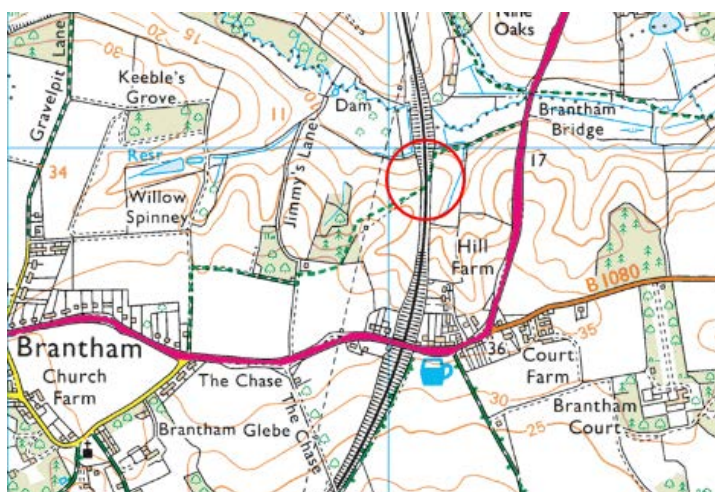 Nine
Oaks
Gravelpit Lane
30
15
20
Keeble's
Grove
Dam
10
11
Brantham
Bridge
Resr
34
Jimmy's Lane
17
Willow
Spinney
Hill
Farm
B 1080
Brantham
Church
Farm
The Chase
36
35
Court
Farm
The Chase
Brantham Glebe
30
25
Brantham
Court